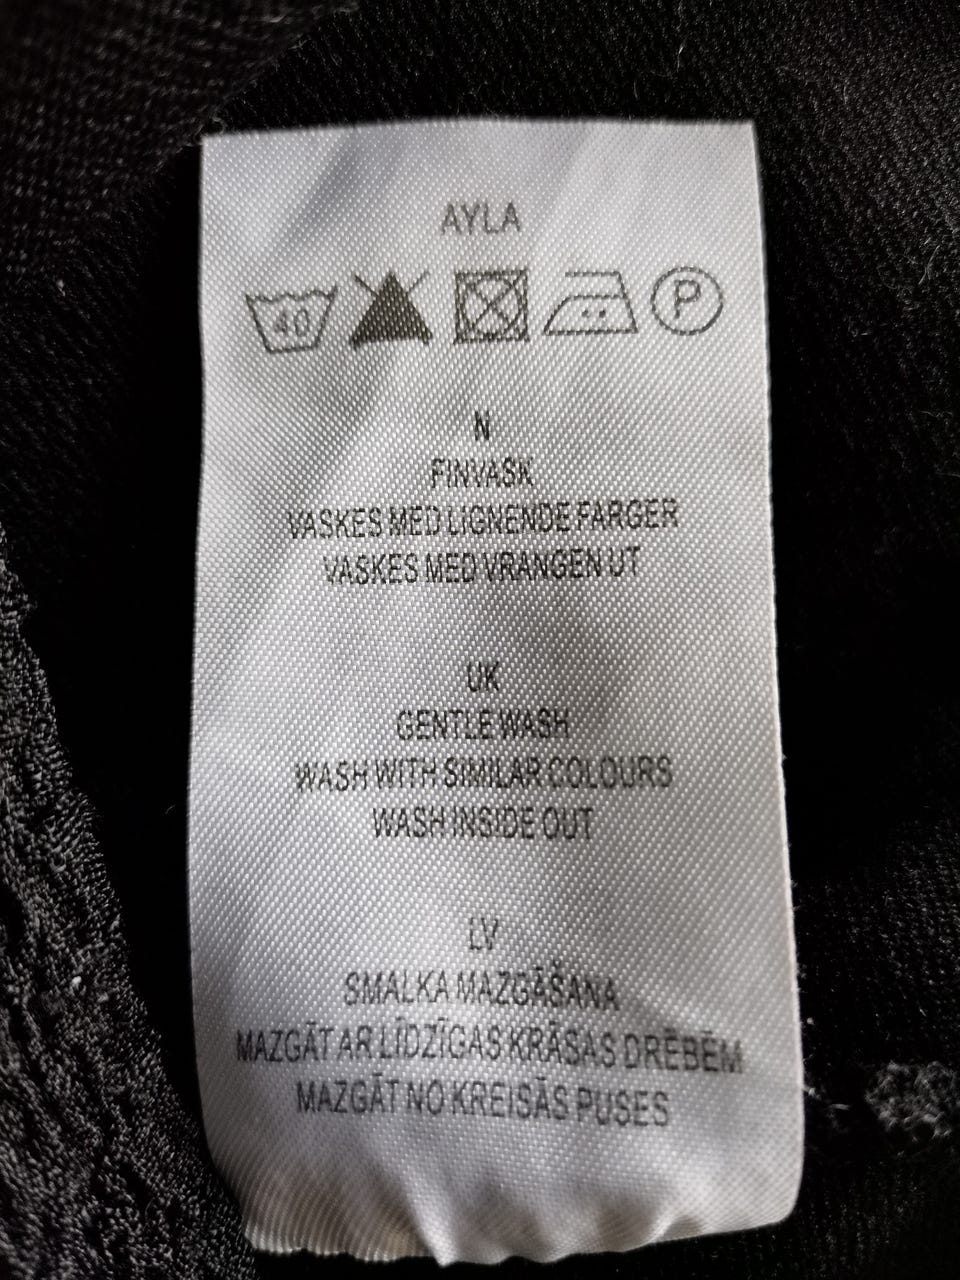 AYLA
40 P
N
FINVASK
VASKES MED LIGNENDE FARGER
VASKES MED VRANGEN UT
UK
GENTLE WASH
WASH WITH SIMILAR COLOURS
WASH INSIDE OUT
LV
SMALKA MAZGĀŠANA
MAZGĀT AR LĪDZĪGAS KRĀSAS DRĒBĒM
MAZGĀT NO KREISĀS PUSES